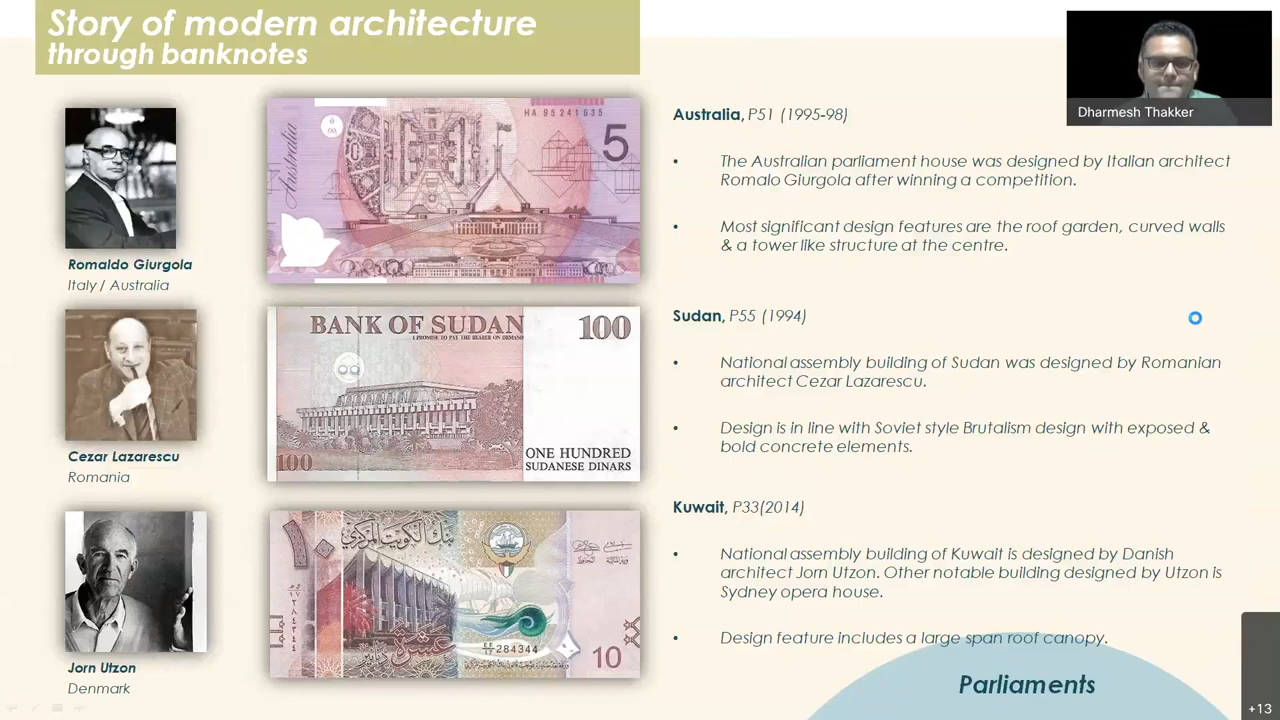 Story of modern architecture
through banknotes
Dharmesh Thakker
Romaldo Giurgola
Italy / Australia
Australia
HA 95241635
5
Australia, P51 (1995-98)
• The Australian parliament house was designed by Italian architect
Romalo Giurgola after winning a competition.
• Most significant design features are the roof garden, curved walls
& a tower like structure at the centre.
Cezar Lazarescu
Romania
BANK OF SUDAN
I PROMISE TO PAY THE BEARER ON DEMAND
100
100
ONE HUNDRED
SUDANESE DINARS
Sudan, P55 (1994)
• National assembly building of Sudan was designed by Romanian
architect Cezar Lazarescu.
• Design is in line with Soviet style Brutalism design with exposed &
bold concrete elements.
Jorn Utzon
Denmark
١٠
بنك الكويت المركزي
284344
10
Kuwait, P33(2014)
• National assembly building of Kuwait is designed by Danish
architect Jorn Utzon. Other notable building designed by Utzon is
Sydney opera house.
• Design feature includes a large span roof canopy.
Parliaments
+13